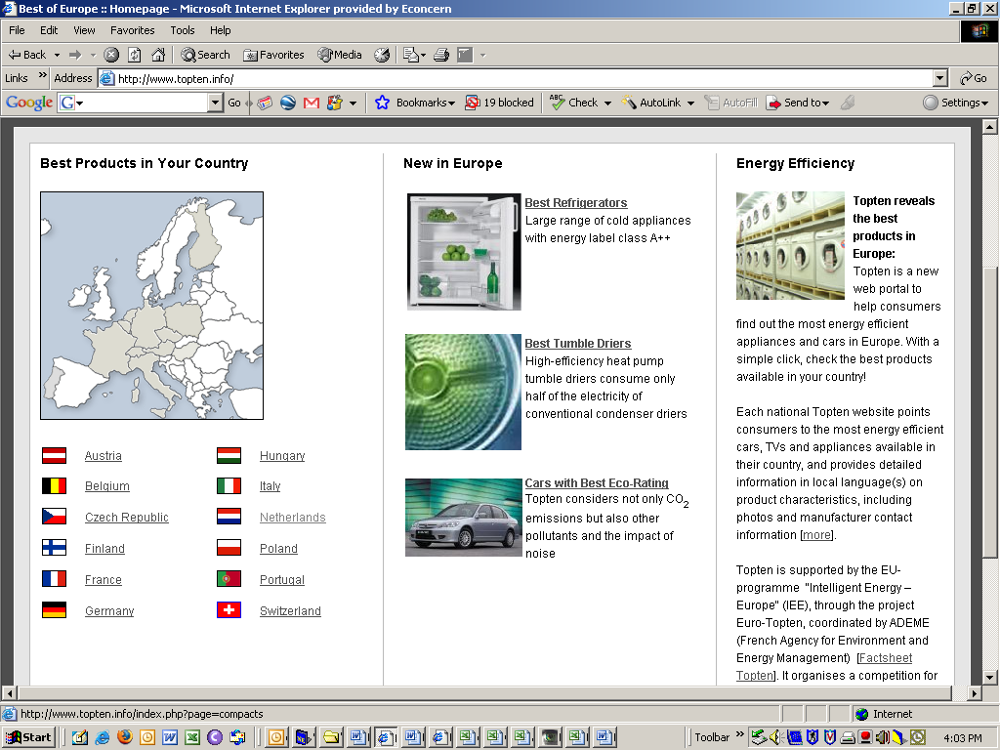 Best of Europe :: Homepage - Microsoft Internet Explorer provided by Econcern
File Edit View Favorites Tools Help
Back Search Favorites Media
Links » Address http://www.topten.info/ Go
Google G Go Bookmarks 19 blocked ABC Check AutoLink AutoFill Send to Settings
Best Products in Your Country
Austria
Belgium
Czech Republic
Finland
France
Germany
Hungary
Italy
Netherlands
Poland
Portugal
Switzerland
New in Europe
Best Refrigerators
Large range of cold appliances
with energy label class A++
Best Tumble Driers
High-efficiency heat pump
tumble driers consume only
half of the electricity of
conventional condenser driers
Cars with Best Eco-Rating
Topten considers not only CO2
emissions but also other
pollutants and the impact of
noise
Energy Efficiency
Topten reveals
the best
products in
Europe:
Topten is a new
web portal to
help consumers
find out the most energy efficient
appliances and cars in Europe. With a
simple click, check the best products
available in your country!
Each national Topten website points
consumers to the most energy efficient
cars, TVs and appliances available in
their country, and provides detailed
information in local language(s) on
product characteristics, including
photos and manufacturer contact
information [more].
Topten is supported by the EU-
programme "Intelligent Energy –
Europe" (IEE), through the project
Euro-Topten, coordinated by ADEME
(French Agency for Environment and
Energy Management) [Factsheet
Topten]. It organises a competition for
http://www.topten.info/index.php?page=compacts Internet
Start Toolbar » 4:03 PM